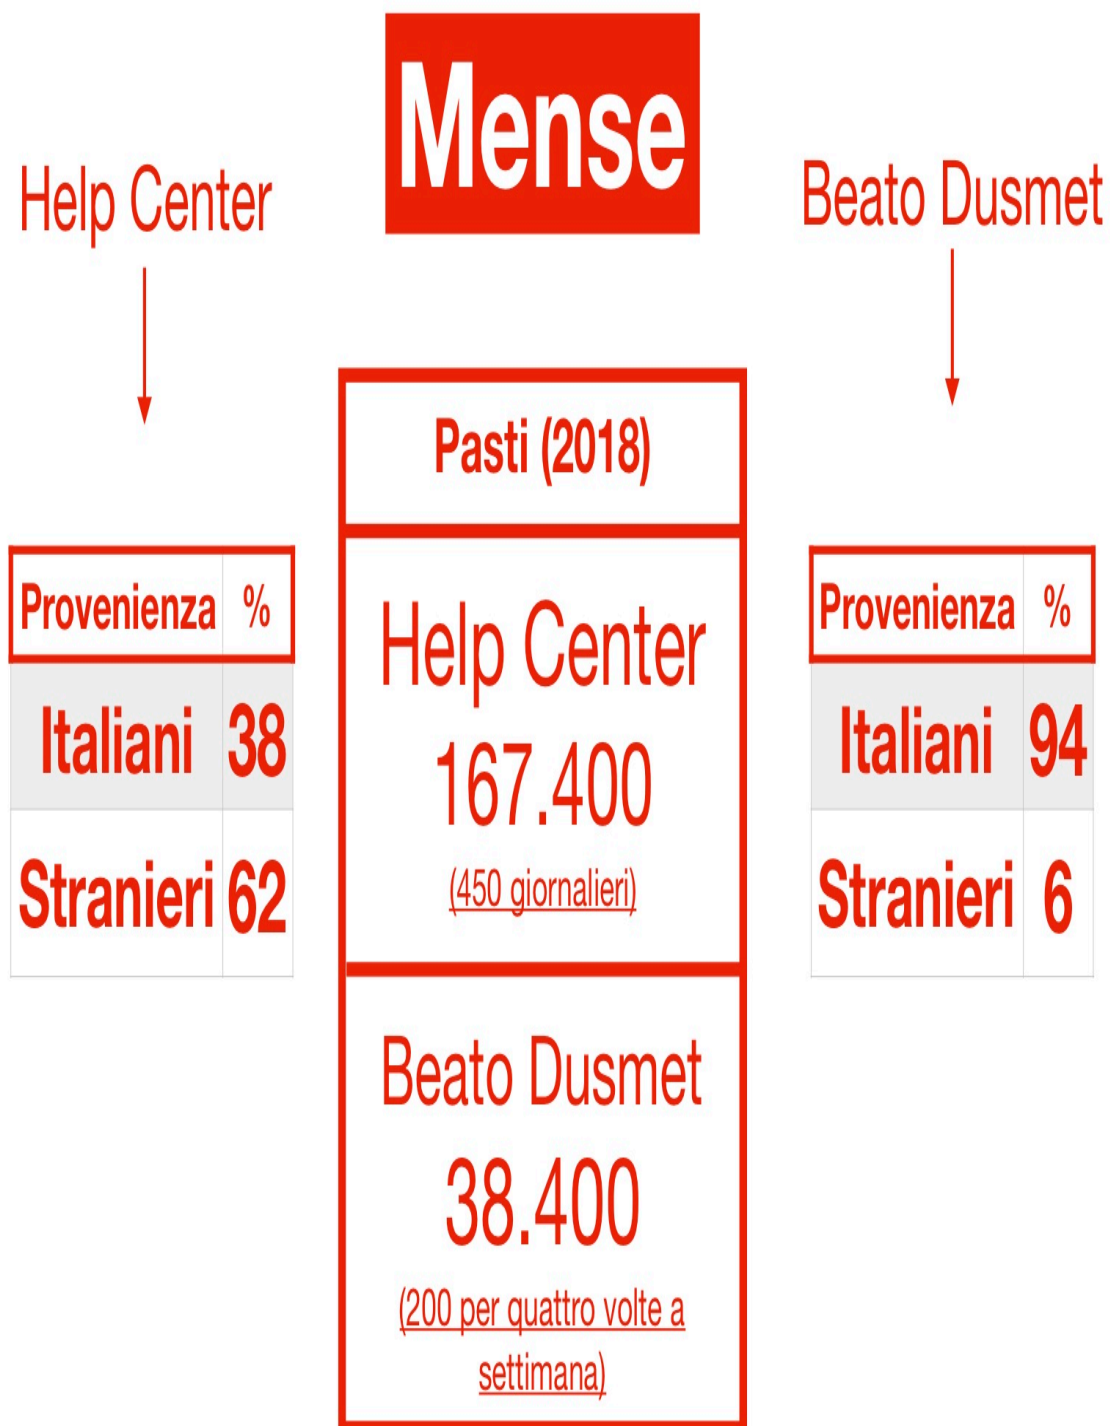 Mense
Help Center
Beato Dusmet
Provenienza %
Italiani 38
Stranieri 62
Pasti (2018)
Help Center
167.400
(450 giornalieri)
Beato Dusmet
38.400
(200 per quattro volte a
settimana)
Provenienza %
Italiani 94
Stranieri 6